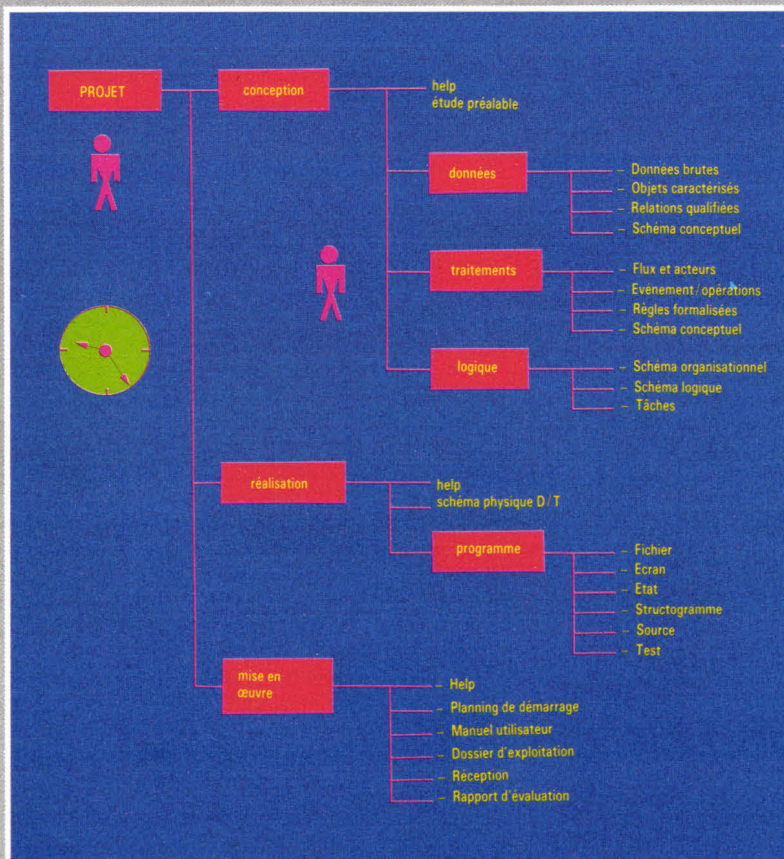 PROJET
conception
help
étude préalable
données
– Données brutes
– Objets caractérisés
– Relations qualifiées
– Schéma conceptuel
traitements
– Flux et acteurs
– Evénement/opérations
– Règles formalisées
– Schéma conceptuel
logique
– Schéma organisationnel
– Schéma logique
– Tâches
réalisation
help
schéma physique D/T
programme
– Fichier
– Ecran
– Etat
– Structogramme
– Source
– Test
mise en
œuvre
– Help
– Planning de démarrage
– Manuel utilisateur
– Dossier d'exploitation
– Réception
– Rapport d'évaluation